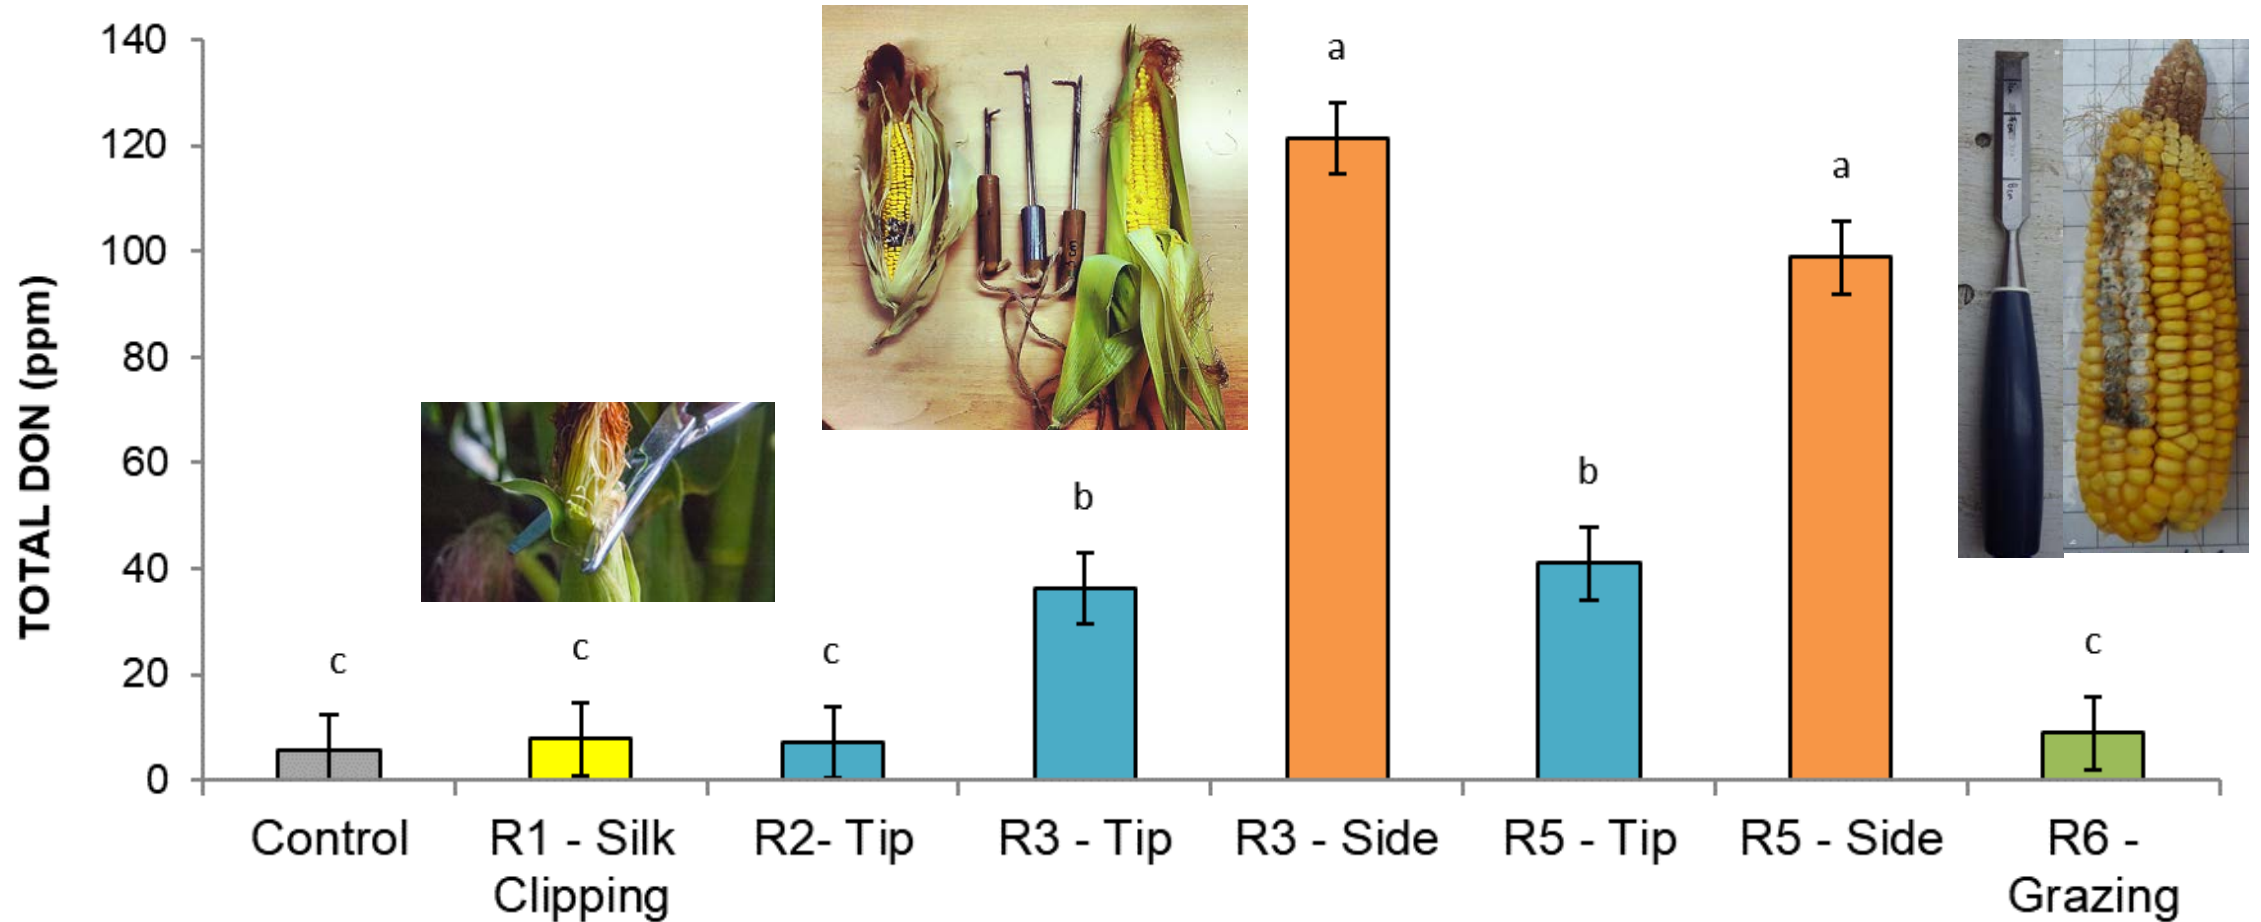 TOTAL DON (ppm)
140
120
100
80
60
40
20
0
c
c
c
b
a
b
a
c
Control
R1 - Silk
Clipping
R2- Tip
R3 - Tip
R3 - Side
R5 - Tip
R5 - Side
R6 -
Grazing